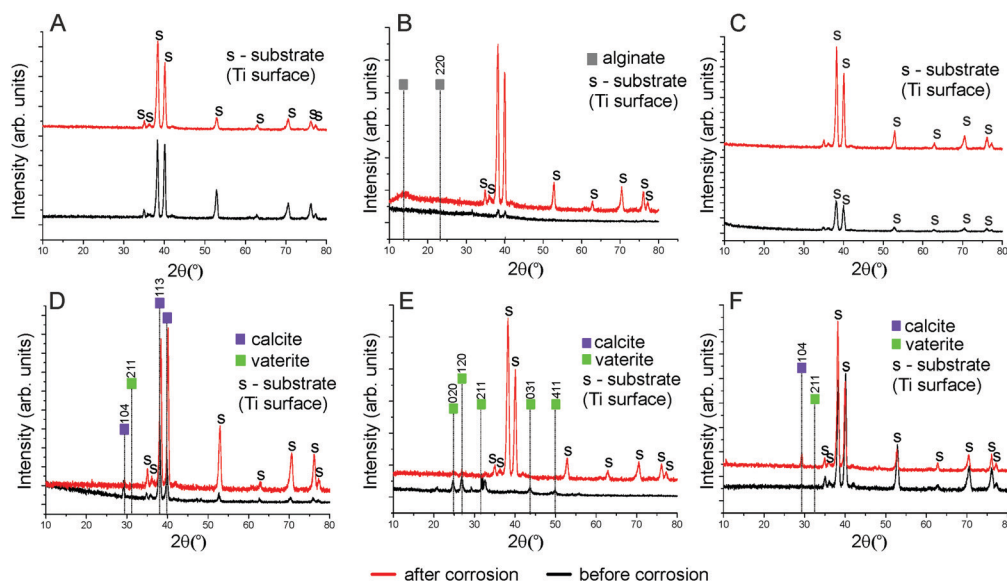 A
S
S
S
S
S
S
S
S
S
s - substrate
(Ti surface)
Intensity (arb. units)
10 20 30 40 50 60 70 80
2θ(°)
B
220
alginate
s - substrate
(Ti surface)
S
S
S
S
S
S
S
Intensity (arb. units)
10 20 30 40 50 60 70 80
2θ(°)
C
S
S
s - substrate
(Ti surface)
S
S
S
S
S
S
S
S
S
S
Intensity (arb. units)
10 20 30 40 50 60 70 80
2θ(°)
D
113
211
104
calcite
vaterite
s - substrate
(Ti surface)
S
S
S
S
S
S
S
Intensity (arb. units)
10 20 30 40 50 60 70 80
2θ(°)
E
020
120
211
031
411
calcite
vaterite
s - substrate
(Ti surface)
S
S
S
S
S
S
S
S
S
Intensity (arb. units)
10 20 30 40 50 60 70 80
2θ(°)
F
104
211
calcite
vaterite
s - substrate
(Ti surface)
S
S
S
S
S
S
S
S
S
Intensity (arb. units)
10 20 30 40 50 60 70 80
2θ(°)
after corrosion before corrosion